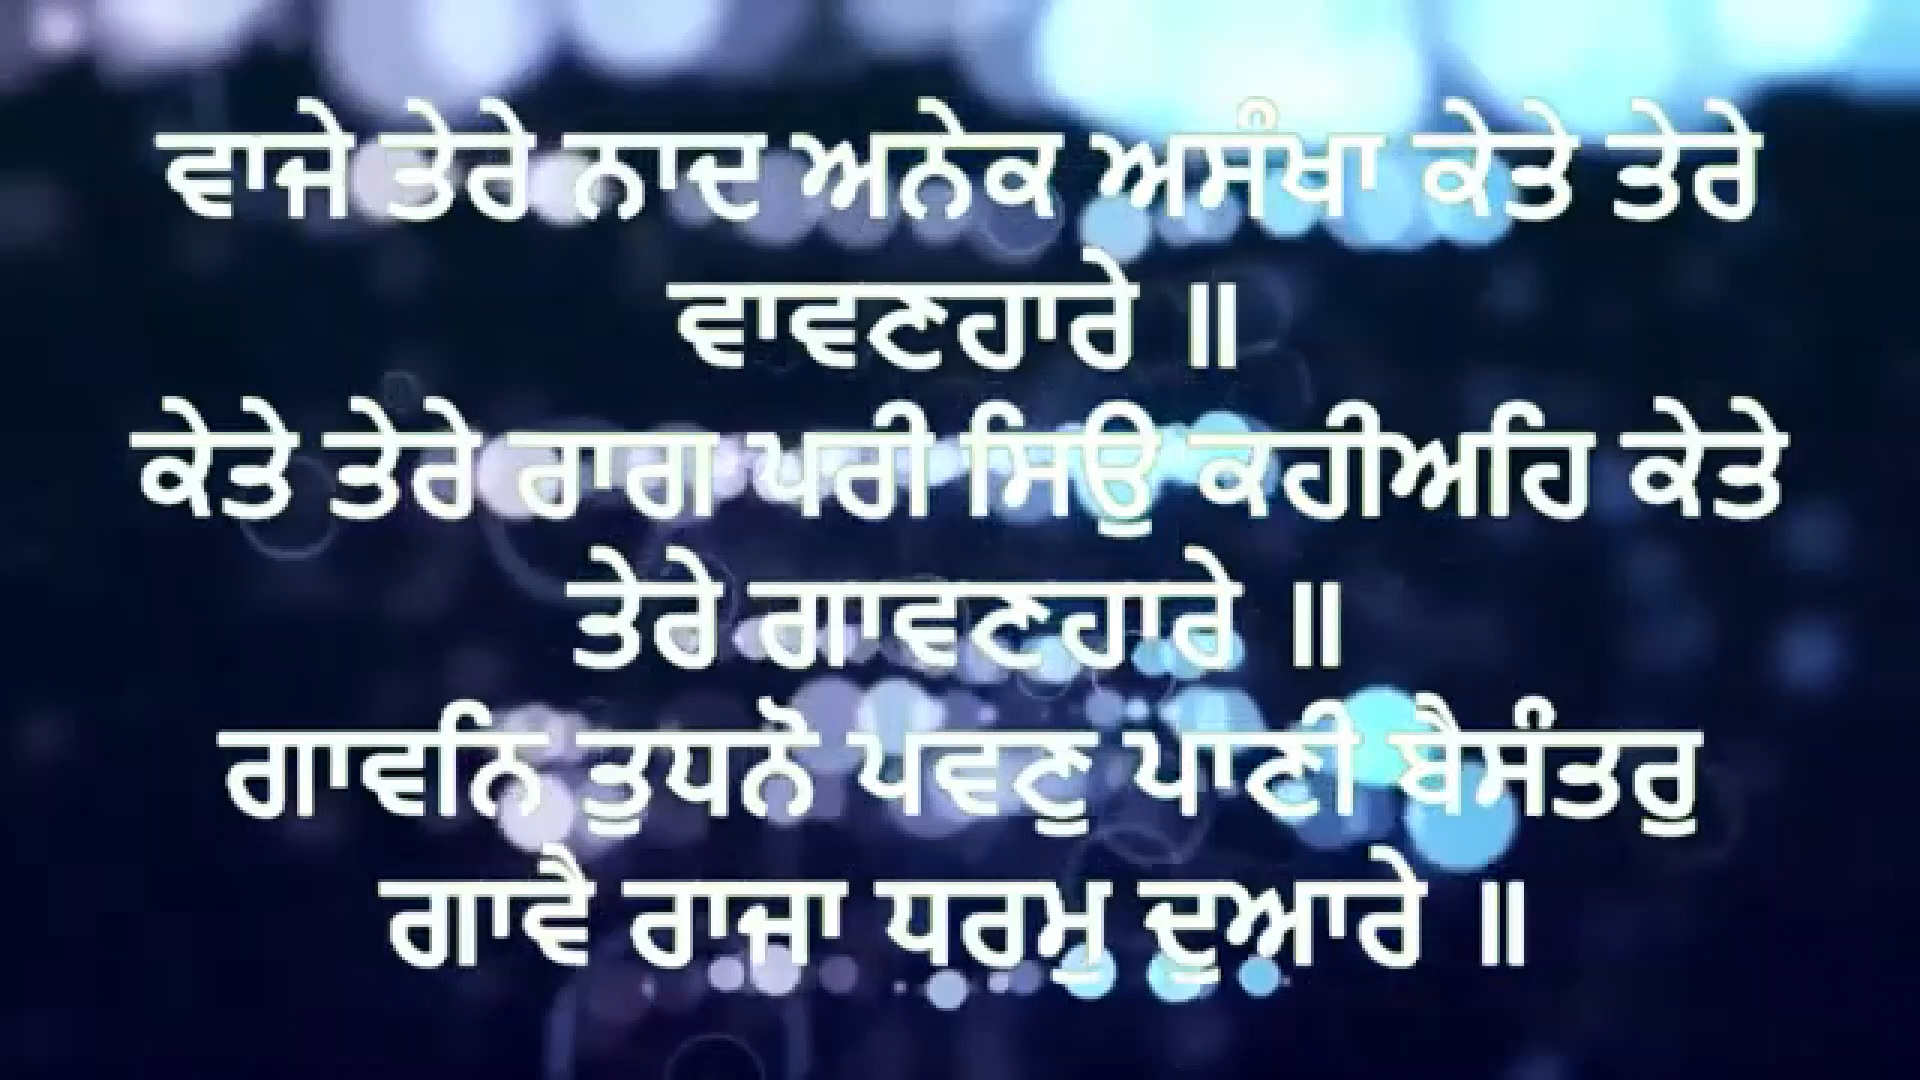 ਵਾਜੇ ਤੇਰੇ ਨਾਦ ਅਨੇਕ ਅਸੰਖਾ ਕੇਤੇ ਤੇਰੇ
ਵਾਵਣਹਾਰੇ ॥
ਕੇਤੇ ਤੇਰੇ ਰਾਗ ਪਰੀ ਸਿਉ ਕਹੀਅਹਿ ਕੇਤੇ
ਤੇਰੇ ਗਾਵਣਹਾਰੇ ॥
ਗਾਵਨਿ ਤੁਧਨੋ ਪਵਣੁ ਪਾਣੀ ਬੈਸੰਤਰੁ
ਗਾਵੈ ਰਾਜਾ ਧਰਮੁ ਦੁਆਰੇ ॥